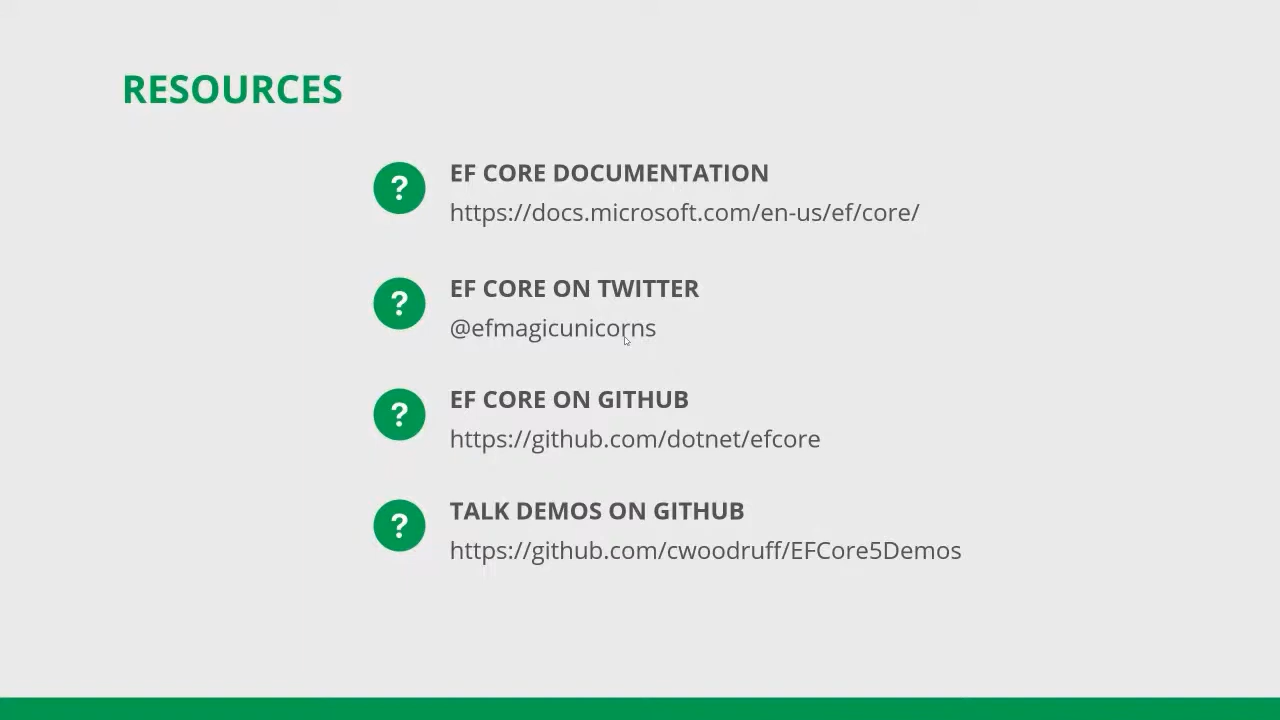 RESOURCES
?
EF CORE DOCUMENTATION
https://docs.microsoft.com/en-us/ef/core/
?
EF CORE ON TWITTER
@efmagicunicorns
?
EF CORE ON GITHUB
https://github.com/dotnet/efcore
?
TALK DEMOS ON GITHUB
https://github.com/cwoodruff/EFCore5Demos